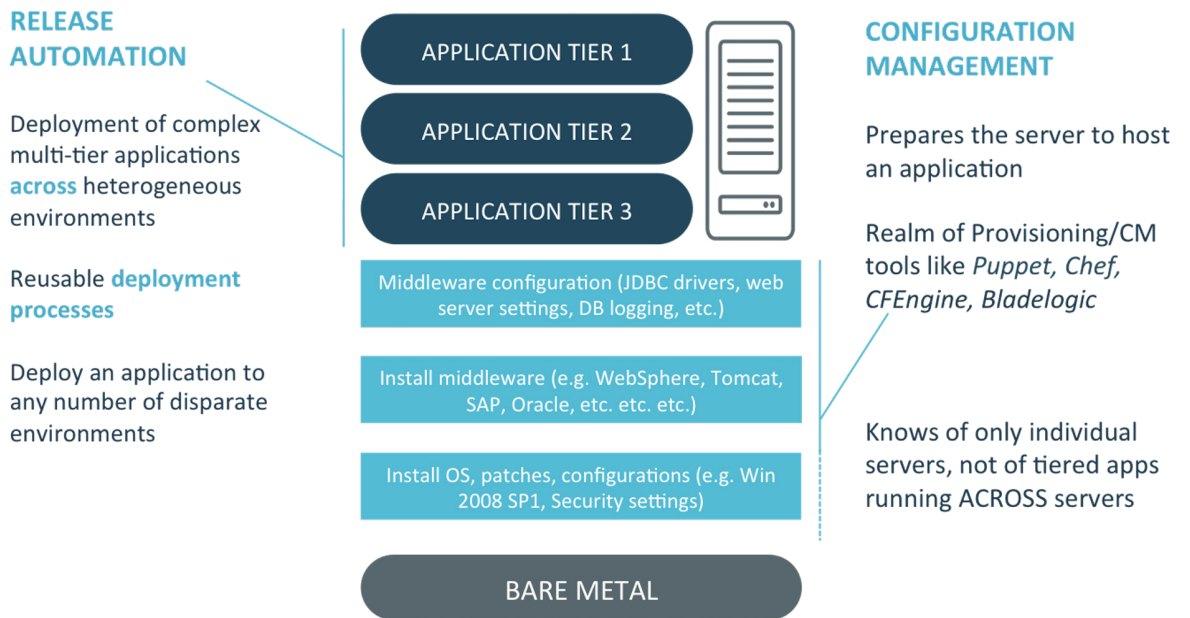 RELEASE
AUTOMATION
Deployment of complex
multi-tier applications
across heterogeneous
environments
Reusable deployment
processes
Deploy an application to
any number of disparate
environments
APPLICATION TIER 1
APPLICATION TIER 2
APPLICATION TIER 3
Middleware configuration (JDBC drivers, web
server settings, DB logging, etc.)
Install middleware (e.g. WebSphere, Tomcat,
SAP, Oracle, etc. etc. etc.)
Install OS, patches, configurations (e.g. Win
2008 SP1, Security settings)
BARE METAL
CONFIGURATION
MANAGEMENT
Prepares the server to host
an application
Realm of Provisioning/CM
tools like Puppet, Chef,
CFEngine, Bladelogic
Knows of only individual
servers, not of tiered apps
running ACROSS servers